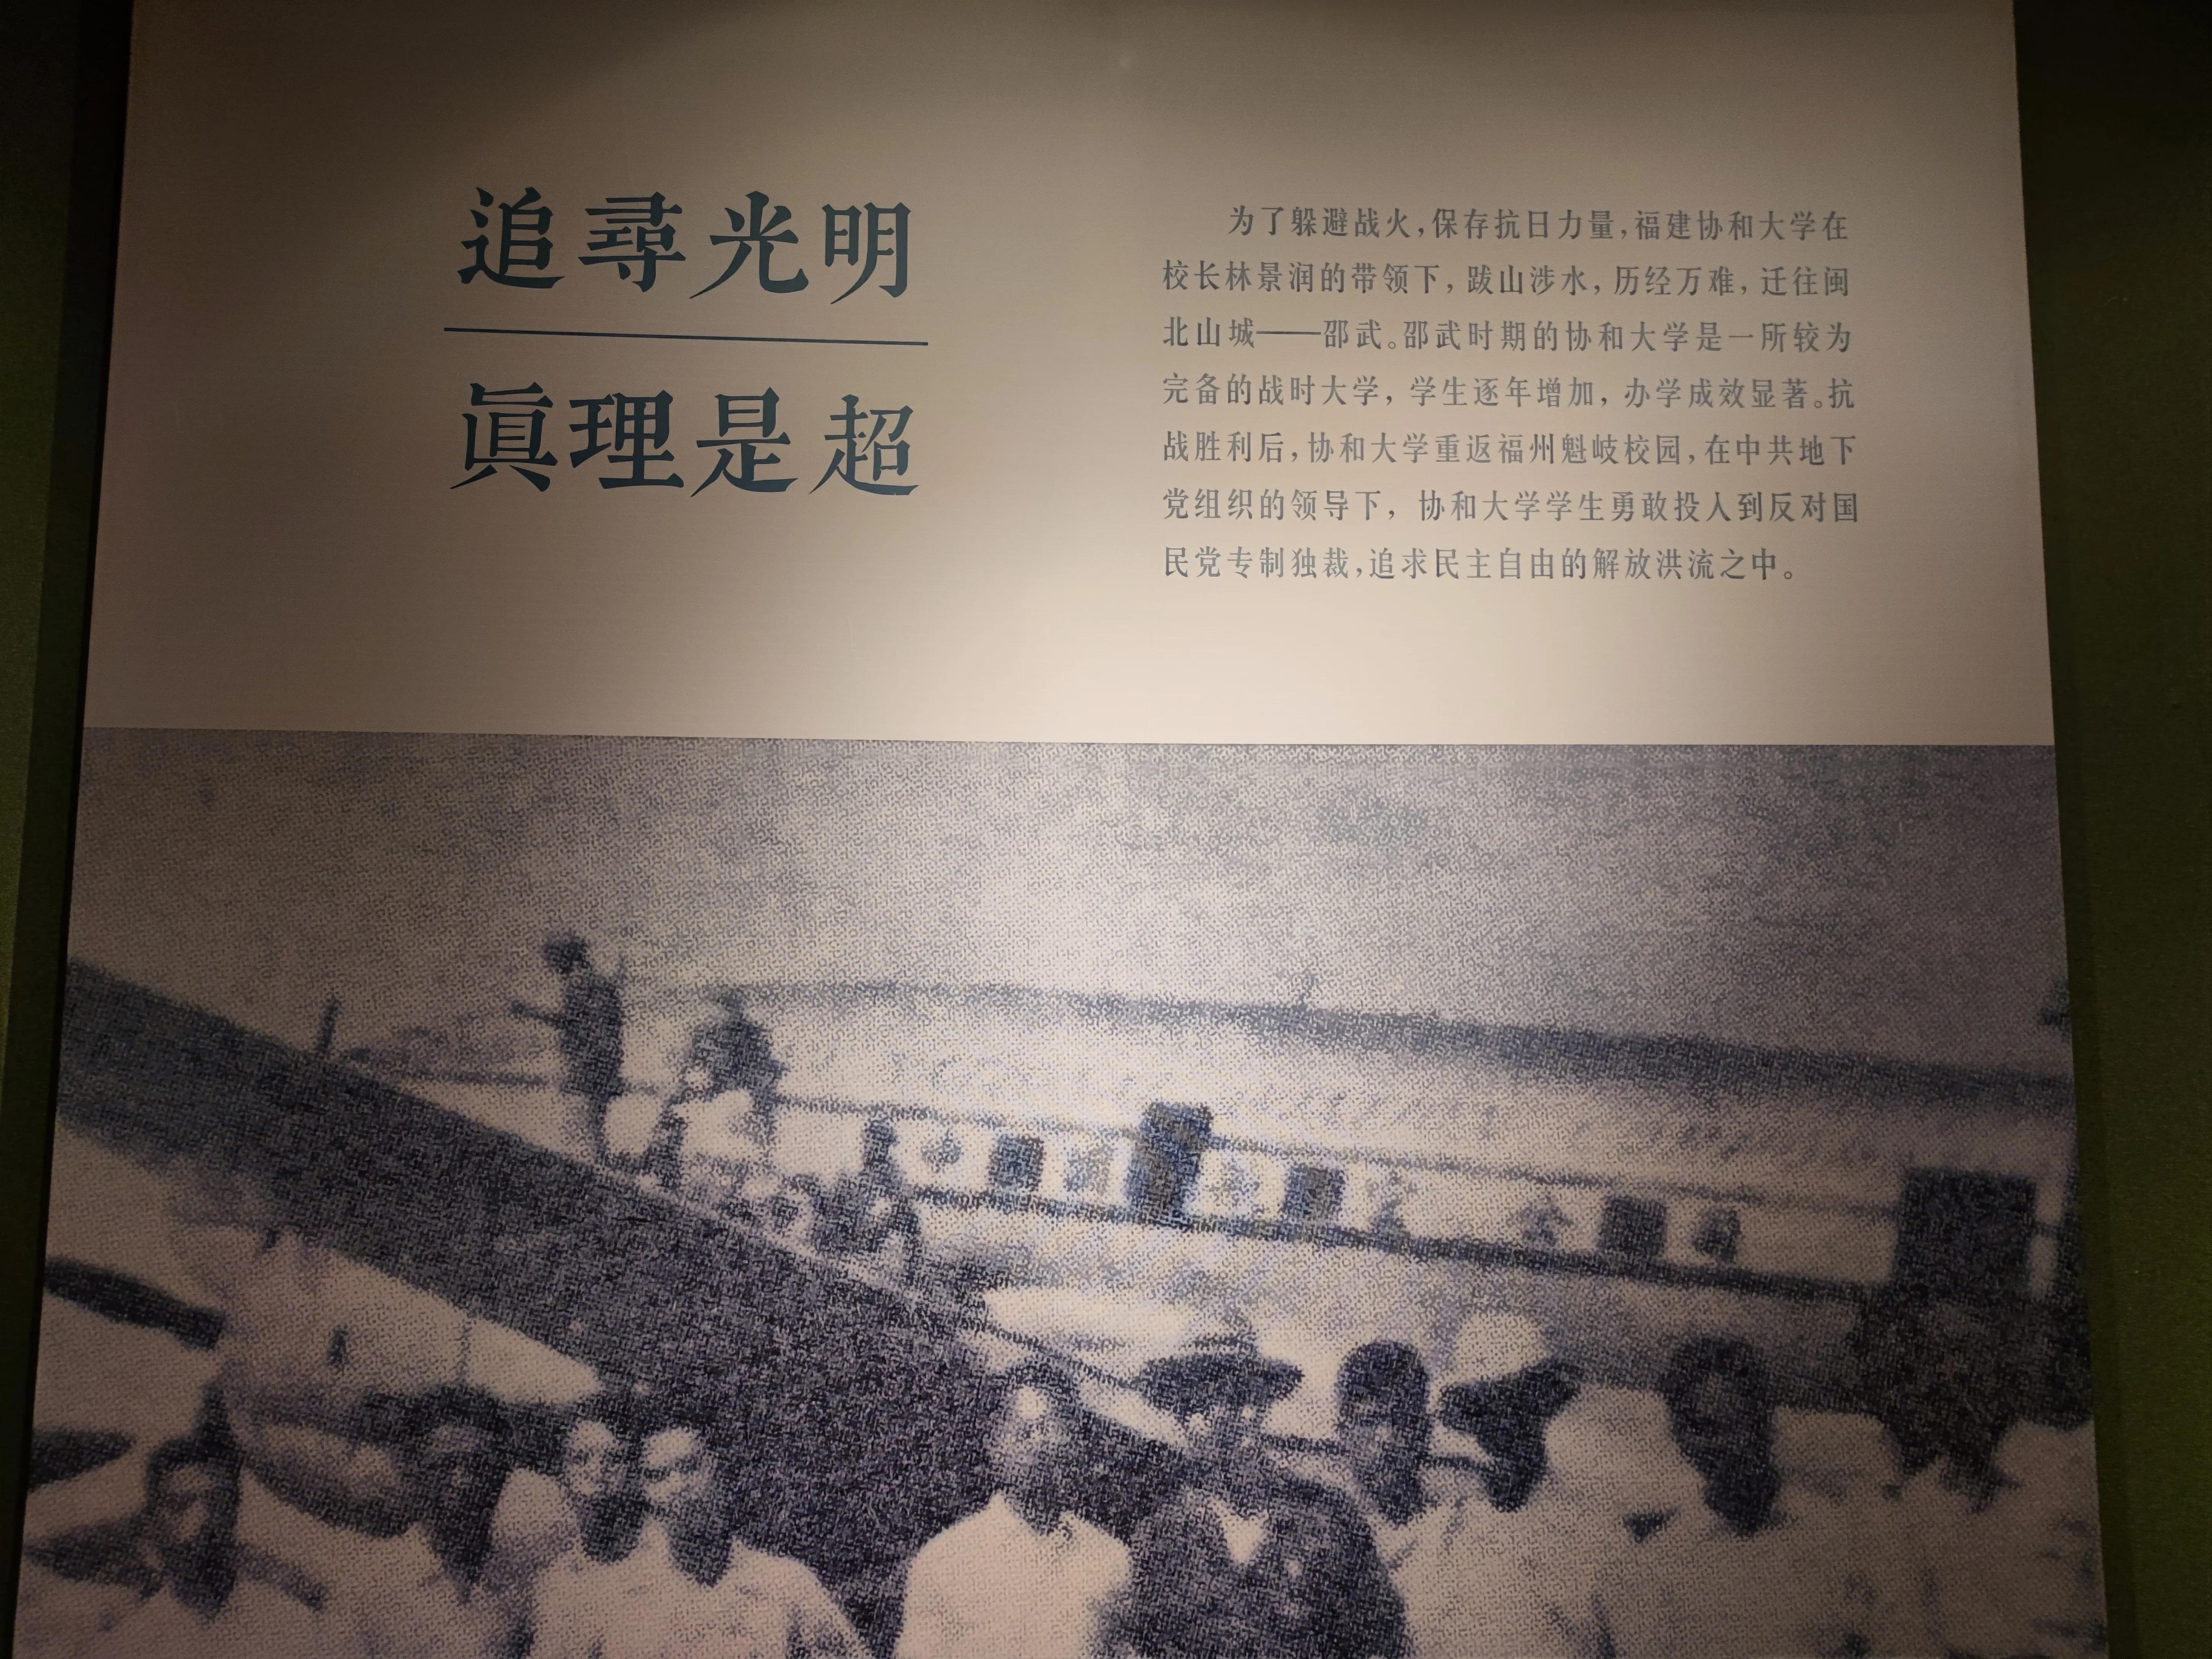 追尋光明
眞理是超
为了躲避战火,保存抗日力量,福建协和大学在
校长林景润的带领下,跋山涉水,历经万难,迁往闽
北山城——邵武。邵武时期的协和大学是一所较为
完备的战时大学,学生逐年增加,办学成效显著。抗
战胜利后,协和大学重返福州魁岐校园,在中共地下
党组织的领导下,协和大学学生勇敢投入到反对国
民党专制独裁,追求民主自由的解放洪流之中。